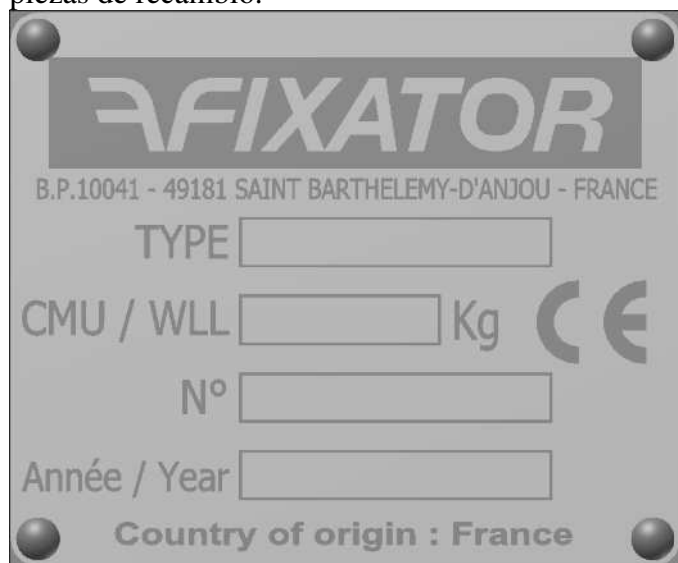 piezas de recambio.
FIXATOR
B.P.10041 - 49181 SAINT BARTHELEMY-D'ANJOU - FRANCE
TYPE
CMU / WLL Kg CE
N°
Année / Year
Country of origin : France